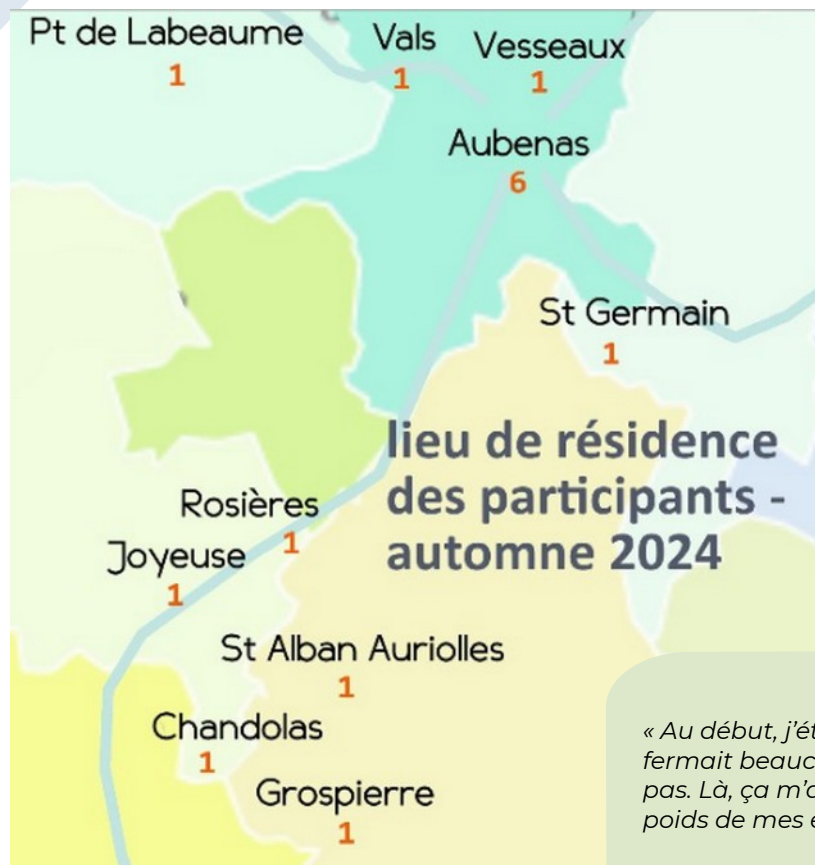 Pt de Labeaume
1
Vals
1
Vesseaux
1
Aubenas
6
St Germain
1
lieu de résidence
des participants -
automne 2024
Rosières
1
Joyeuse
1
St Alban Auriolles
1
Chandolas
1
Grospierre
1
« Au début, j'ét
fermait beauc
pas. Là, ça m'a
poids de mes é